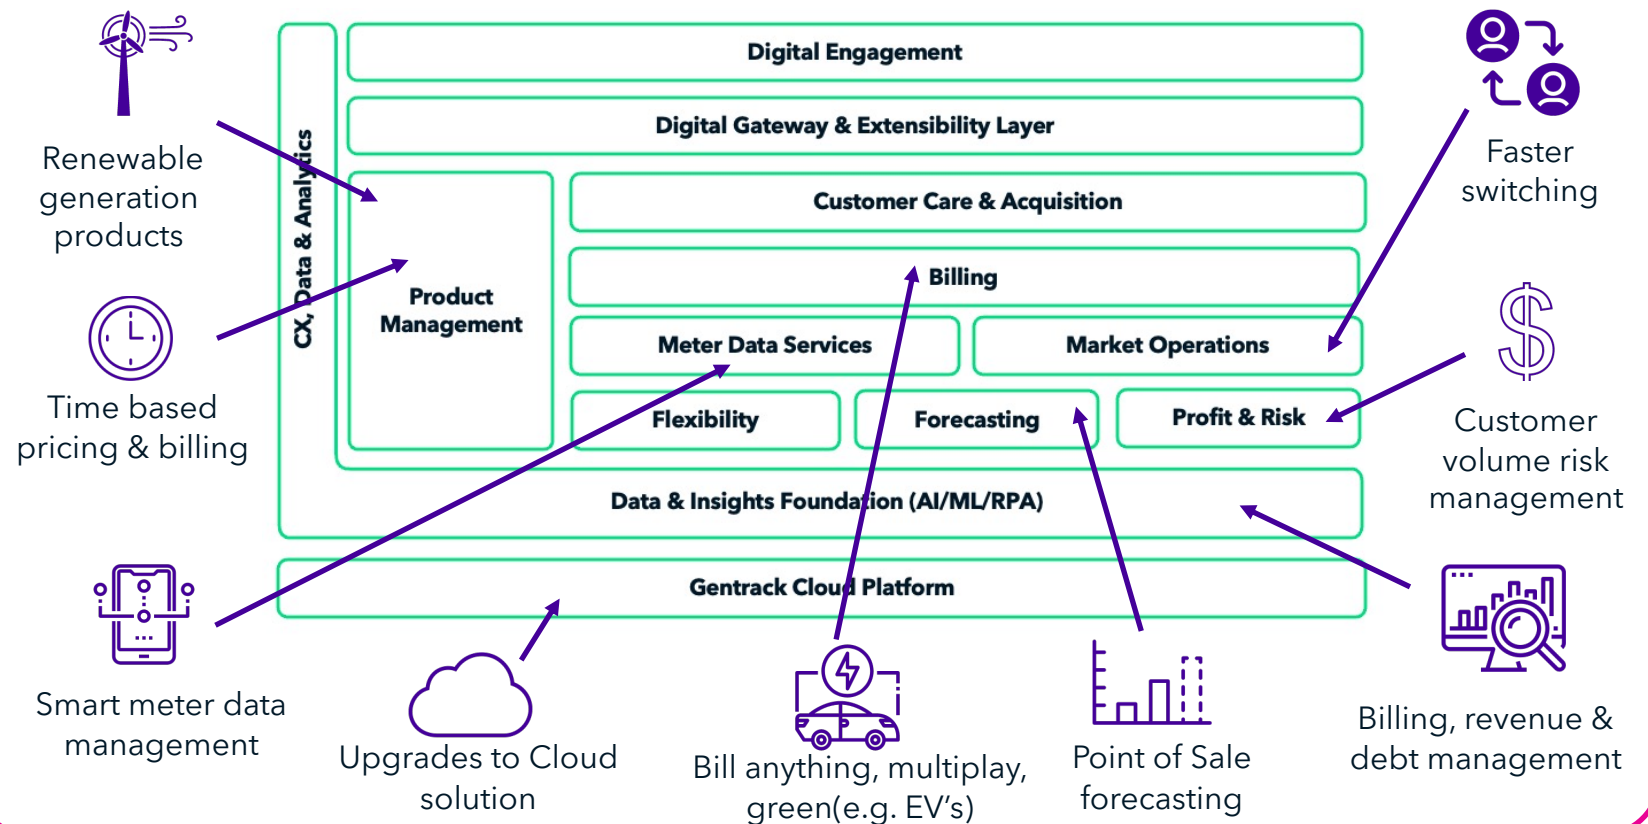 Digital Engagement
Digital Gateway & Extensibility Layer
CX, Data & Analytics
Product
Management
Customer Care & Acquisition
Billing
Meter Data Services
Market Operations
Flexibility
Forecasting
Profit & Risk
Data & Insights Foundation (AI/ML/RPA)
Gentrack Cloud Platform
Renewable
generation
products
Time based
pricing & billing
Smart meter data
management
Upgrades to Cloud
solution
Bill anything, multiplay,
green(e.g. EV's)
Point of Sale
forecasting
Billing, revenue &
debt management
Customer
volume risk
management
Faster
switching